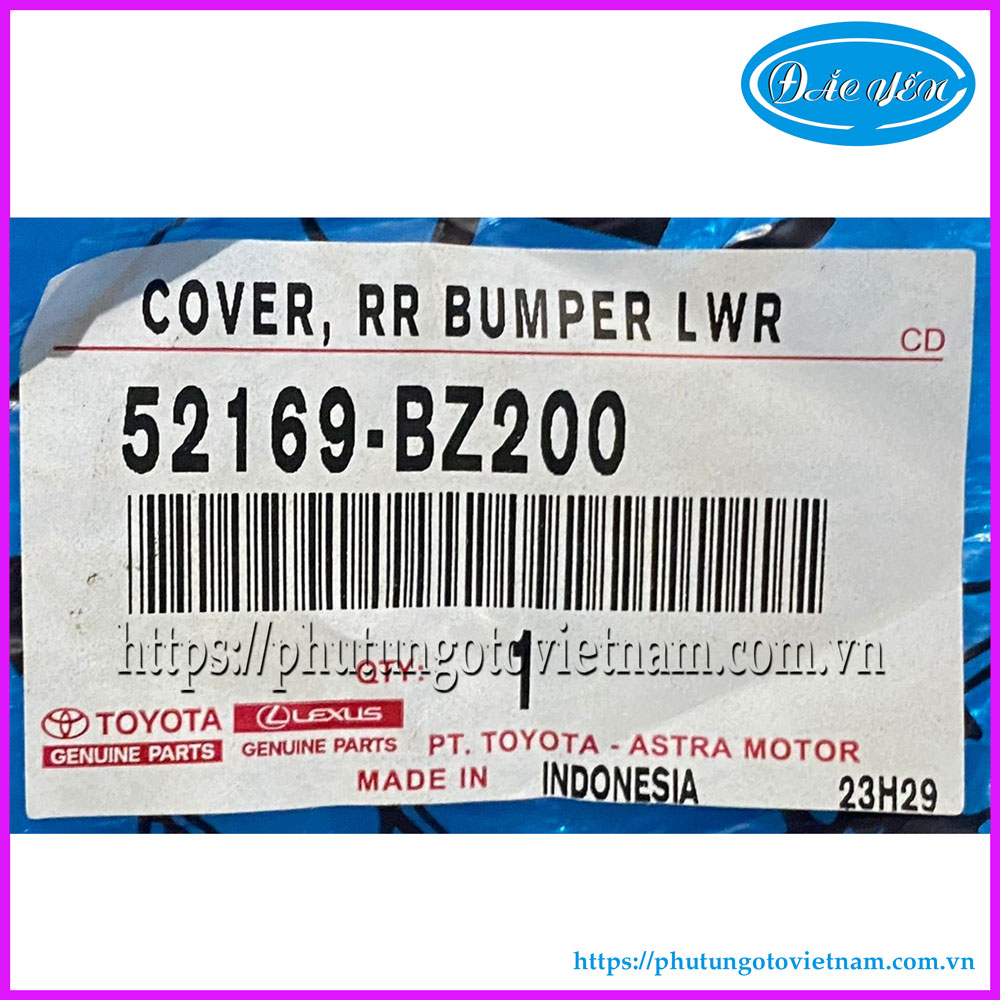 ĐẮC YẾN
COVER, RR BUMPER LWR
CD
52169-BZ200
https://phutungotovietnam.com.vn
QTY: 1
TOYOTA
GENUINE PARTS
LEXUS
GENUINE PARTS
PT. TOYOTA - ASTRA MOTOR
MADE IN INDONESIA
23H29
https://phutungotovietnam.com.vn